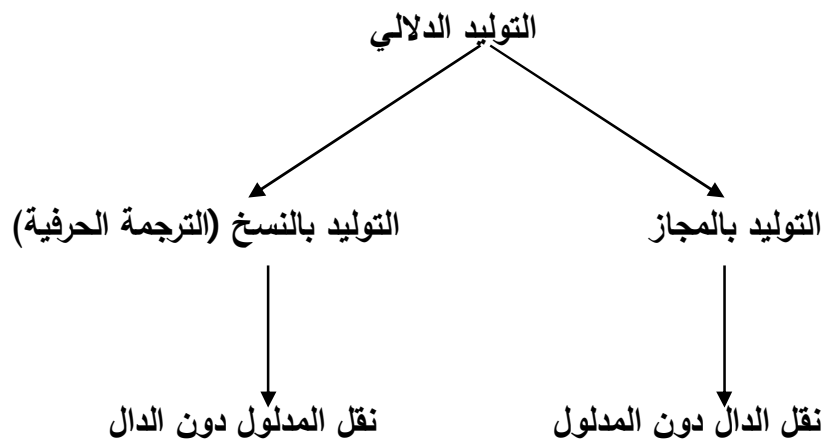 التوليد الدلالي
التوليد بالمجاز
التوليد بالنسخ (الترجمة الحرفية)
نقل الدال دون المدلول
نقل المدلول دون الدال